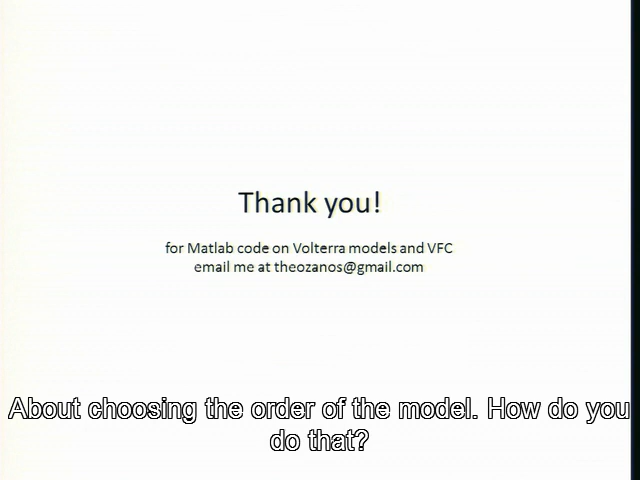 Thank you!
for Matlab code on Volterra models and VFC
email me at theozanos@gmail.com
About choosing the order of the model. How do you
do that?